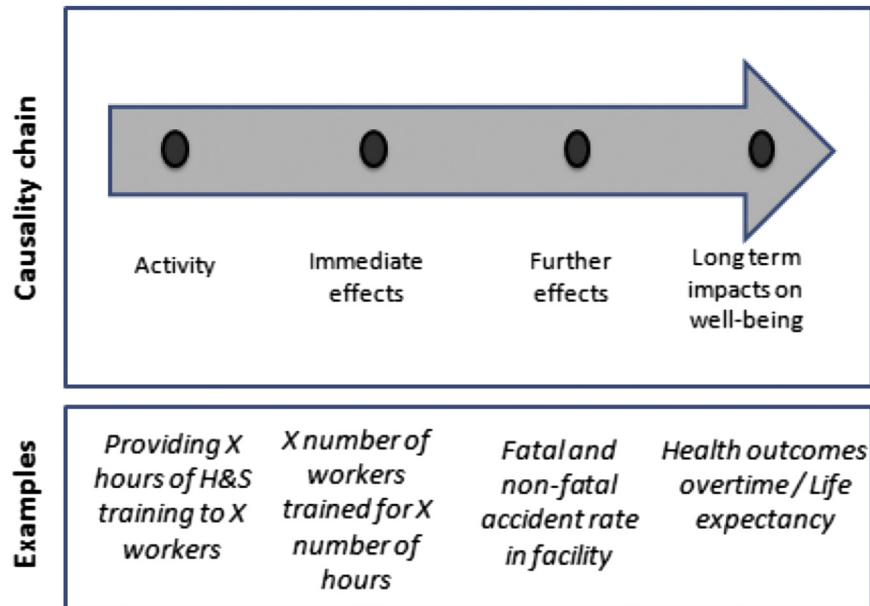 Causality chain
Activity
Immediate
effects
Further
effects
Long term
impacts on
well-being
Examples
Providing X
hours of H&S
training to X
workers
X number of
workers
trained for X
number of
hours
Fatal and
non-fatal
accident rate
in facility
Health outcomes
overtime / Life
expectancy